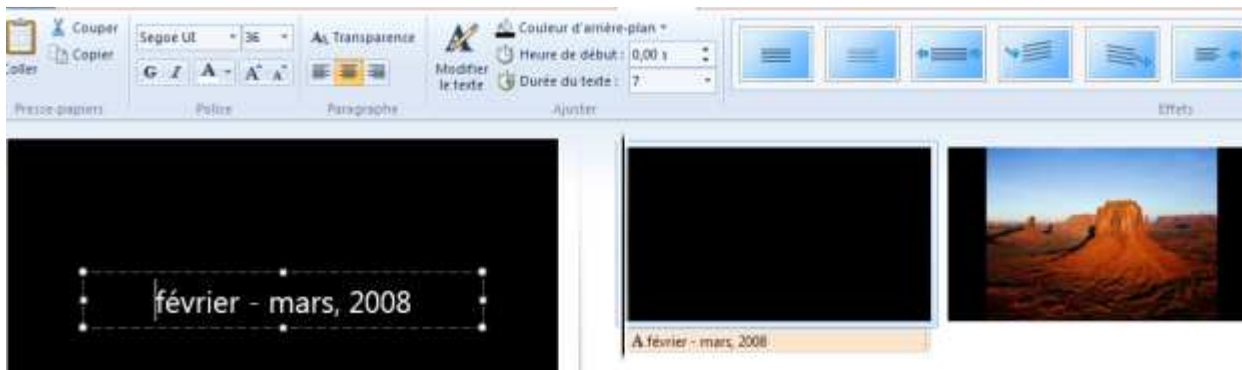 Couper
Copier
Coller
Presse-papiers
Segoe UI 36
G I A A A
Police
Transparence
Paragraphe
Modifier
le texte
Couleur d'arrière-plan
Heure de début : 0,00 s
Durée du texte : 7
Ajuster
Effets
février - mars, 2008
A février - mars, 2008